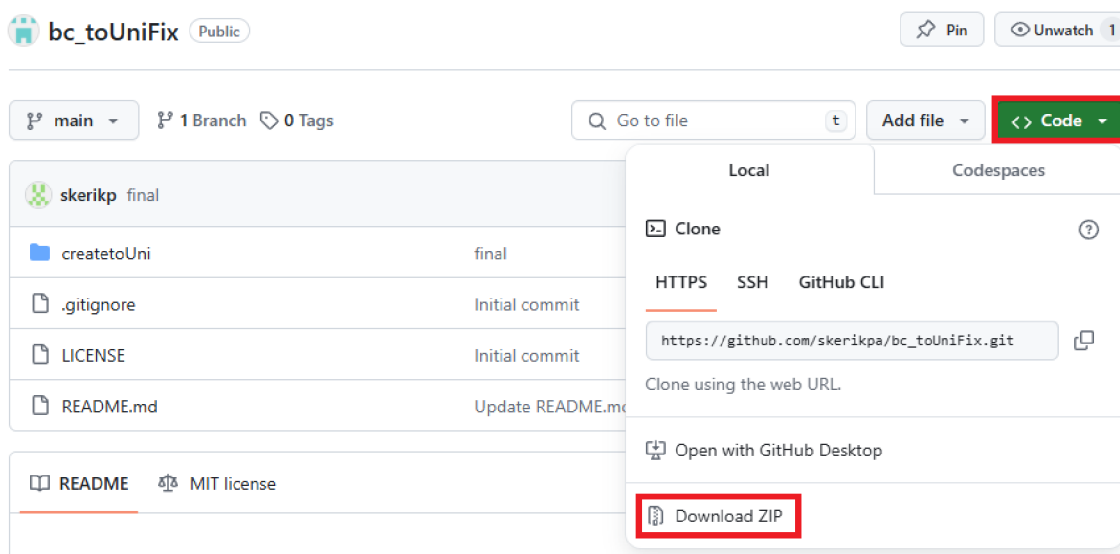 bc_toUniFix Public
Pin
Unwatch 1
main
1 Branch
0 Tags
Go to file t
Add file
<> Code
skerikp final
createtoUni final
.gitignore Initial commit
LICENSE Initial commit
README.md Update README.md
README
MIT license
Local
Codespaces
Clone
HTTPS SSH GitHub CLI
https://github.com/skerikpa/bc_toUniFix.git
Clone using the web URL.
Open with GitHub Desktop
Download ZIP